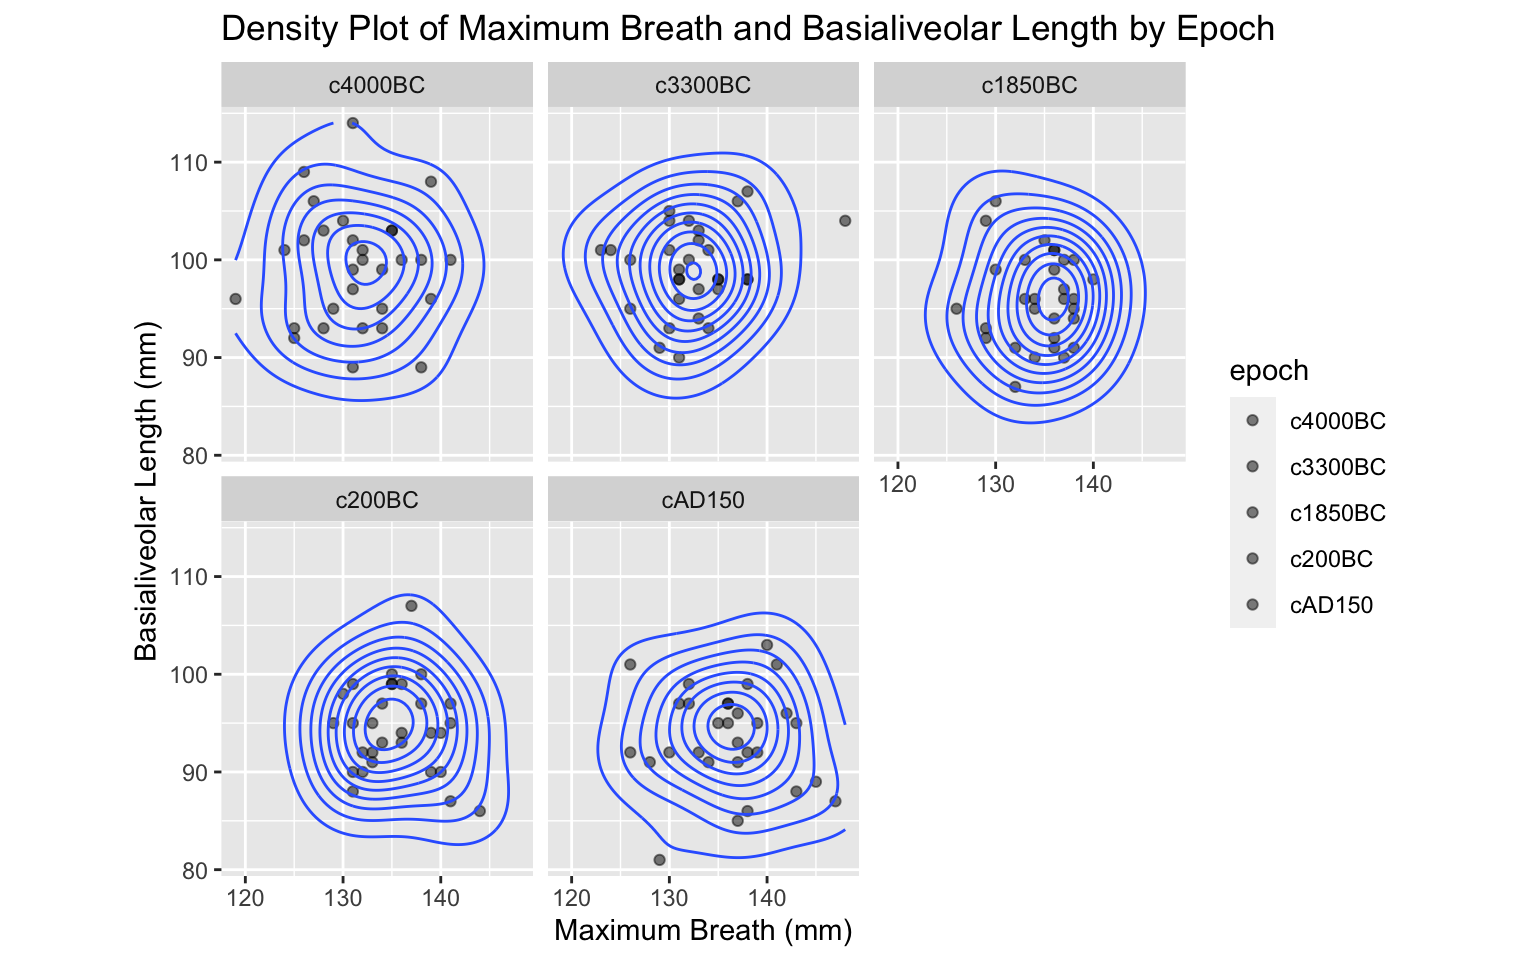 Density Plot of Maximum Breath and Basialiveolar Length by Epoch
c4000BC
c3300BC
c1850BC
110
100
90
80
120
130
140
c200BC
cAD150
110
100
90
80
120
130
140
120
130
140
Basialiveolar Length (mm)
Maximum Breath (mm)
epoch
c4000BC
c3300BC
c1850BC
c200BC
cAD150